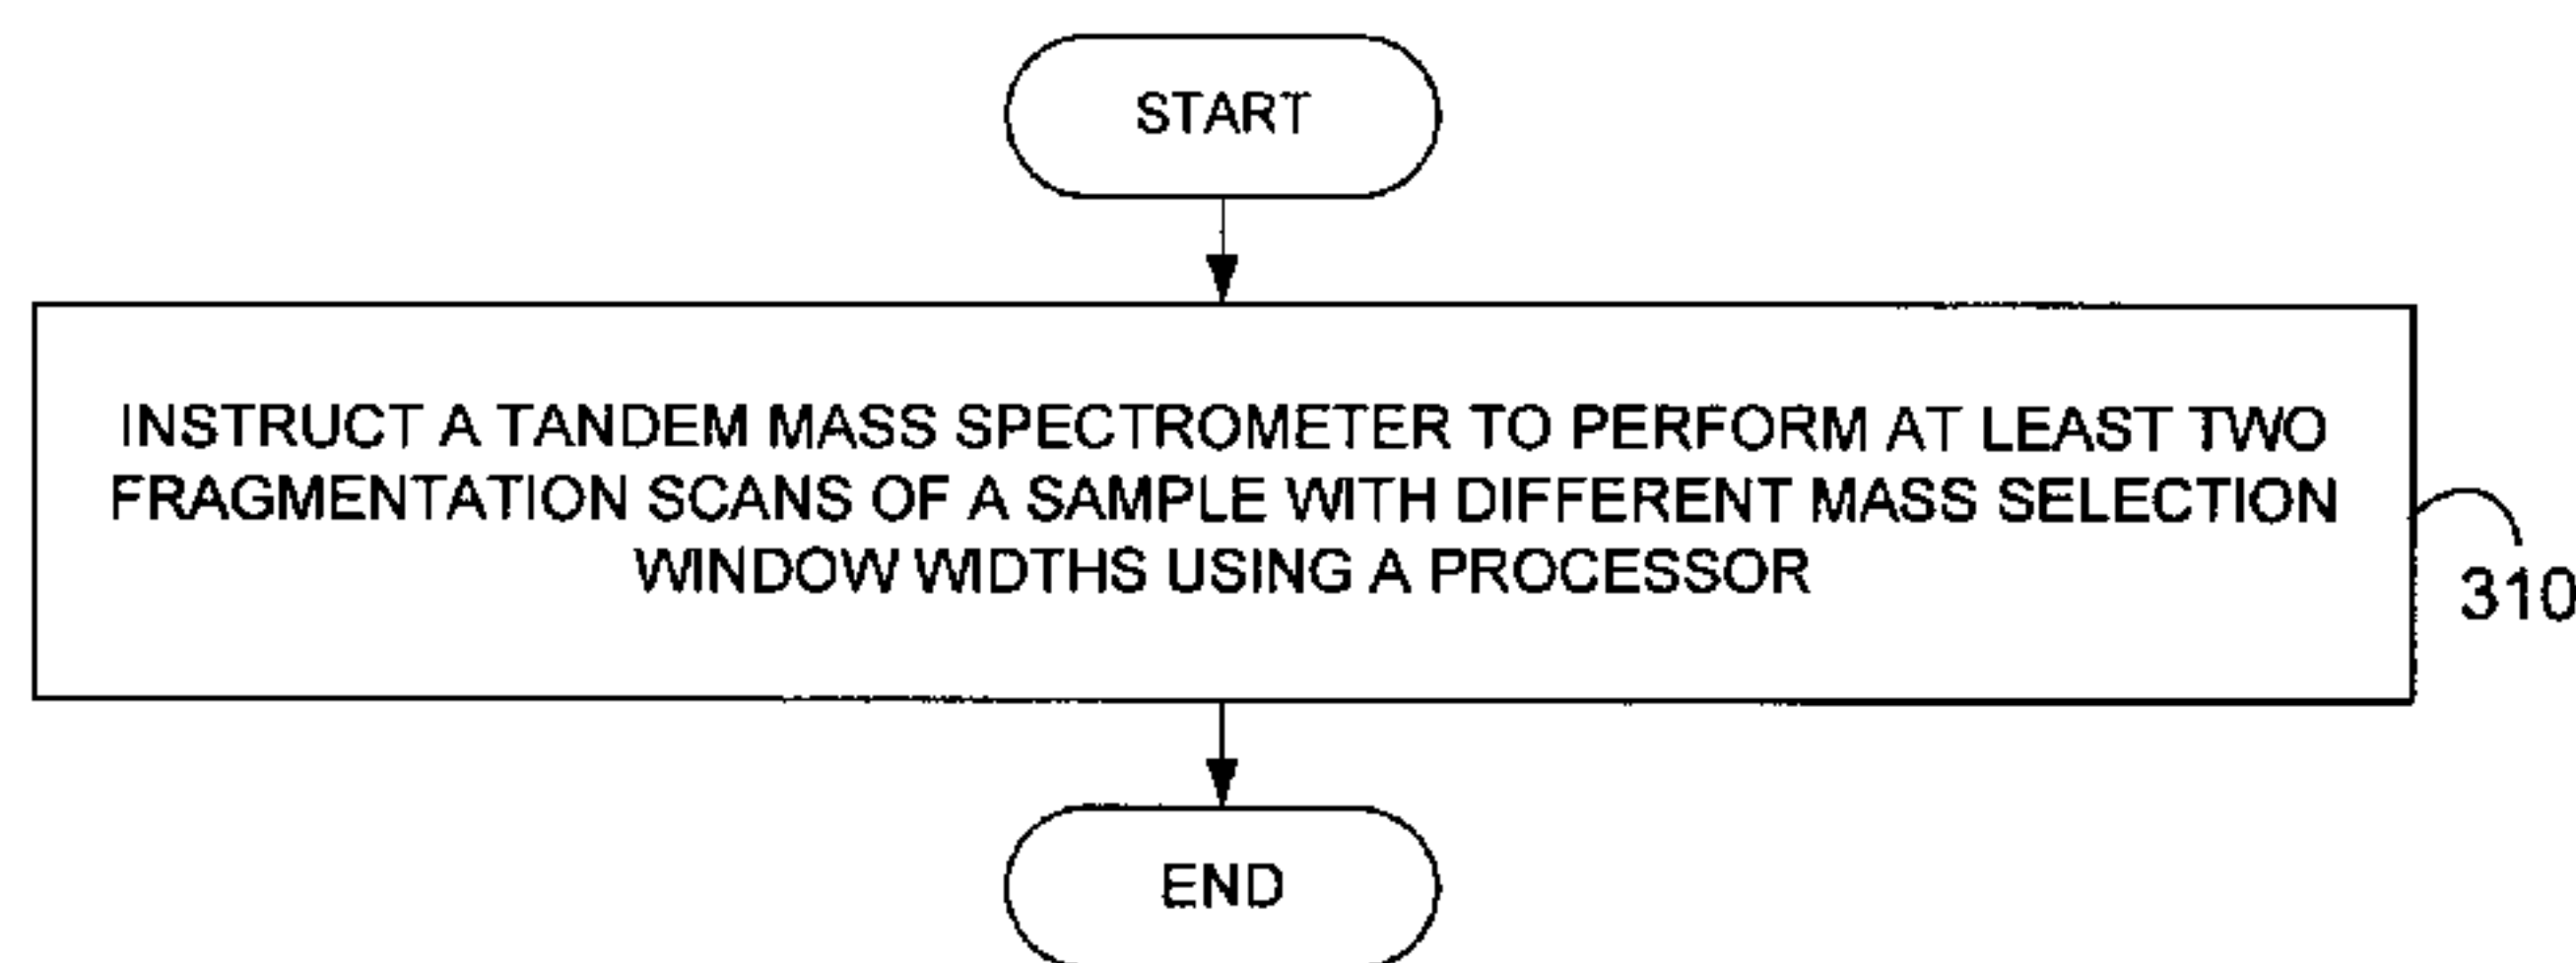 START
INSTRUCT A TANDEM MASS SPECTROMETER TO PERFORM AT LEAST TWO
FRAGMENTATION SCANS OF A SAMPLE WITH DIFFERENT MASS SELECTION
WINDOW WIDTHS USING A PROCESSOR
310
END